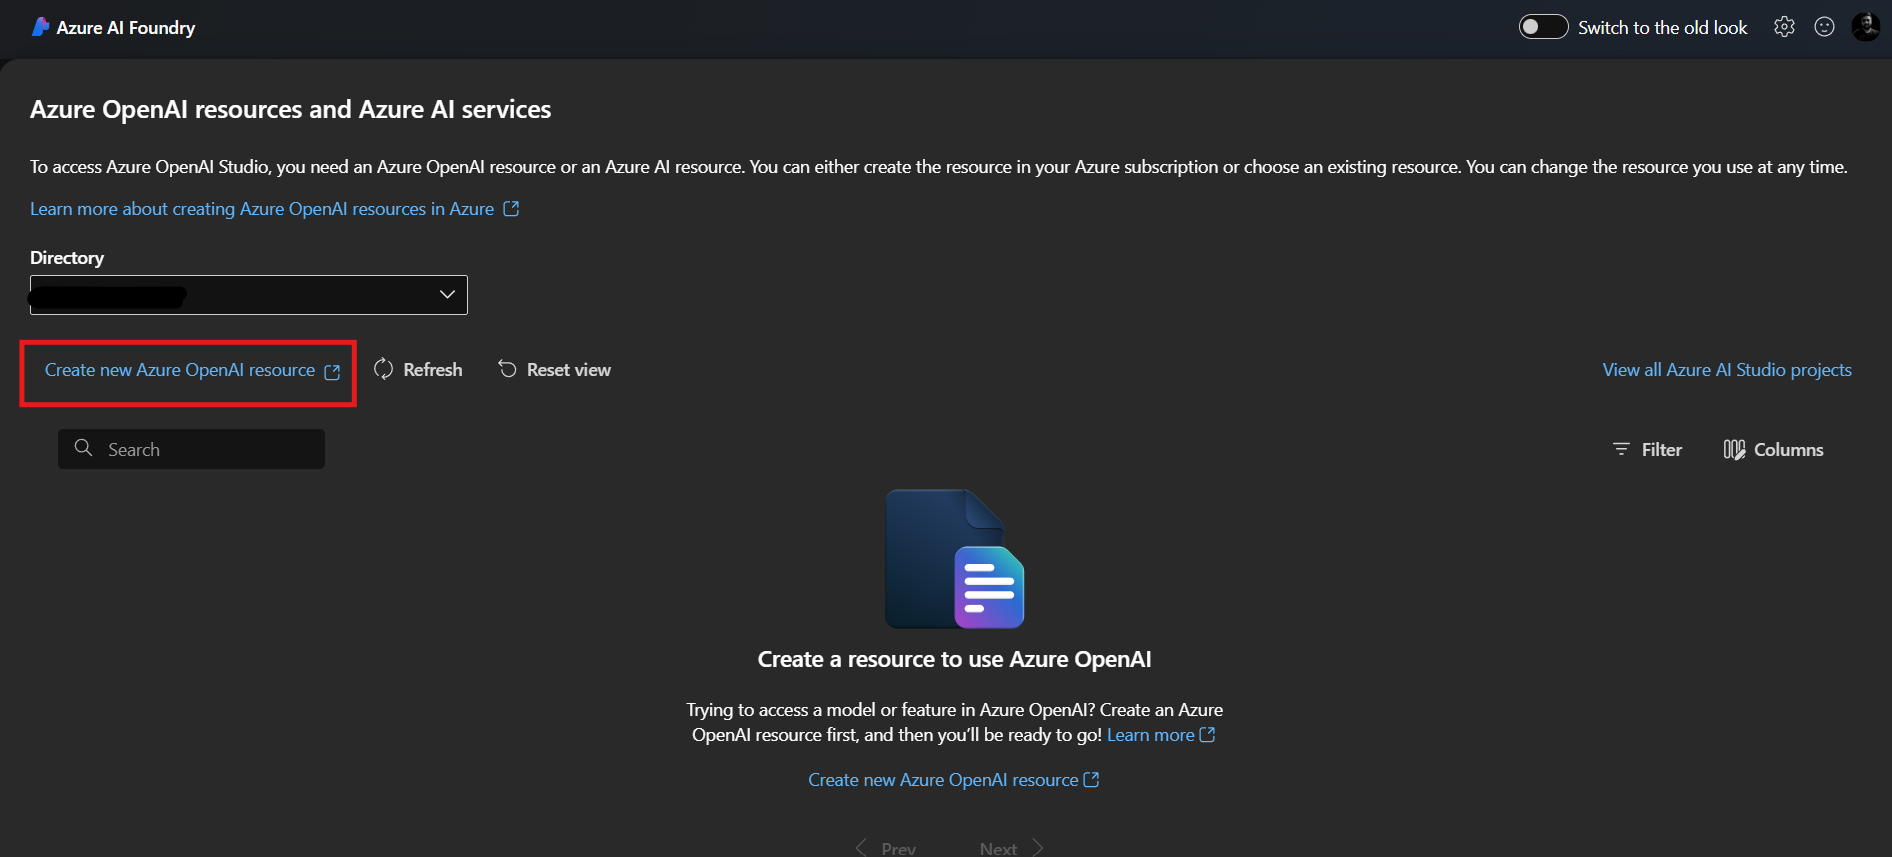 Azure AI Foundry
Switch to the old look
Azure OpenAI resources and Azure AI services
To access Azure OpenAI Studio, you need an Azure OpenAI resource or an Azure AI resource. You can either create the resource in your Azure subscription or choose an existing resource. You can change the resource you use at any time.
Learn more about creating Azure OpenAI resources in Azure
Directory
Create new Azure OpenAI resource
Refresh
Reset view
View all Azure AI Studio projects
Search
Filter
Columns
Create a resource to use Azure OpenAI
Trying to access a model or feature in Azure OpenAI? Create an Azure
OpenAI resource first, and then you'll be ready to go! Learn more
Create new Azure OpenAI resource
Prev
Next